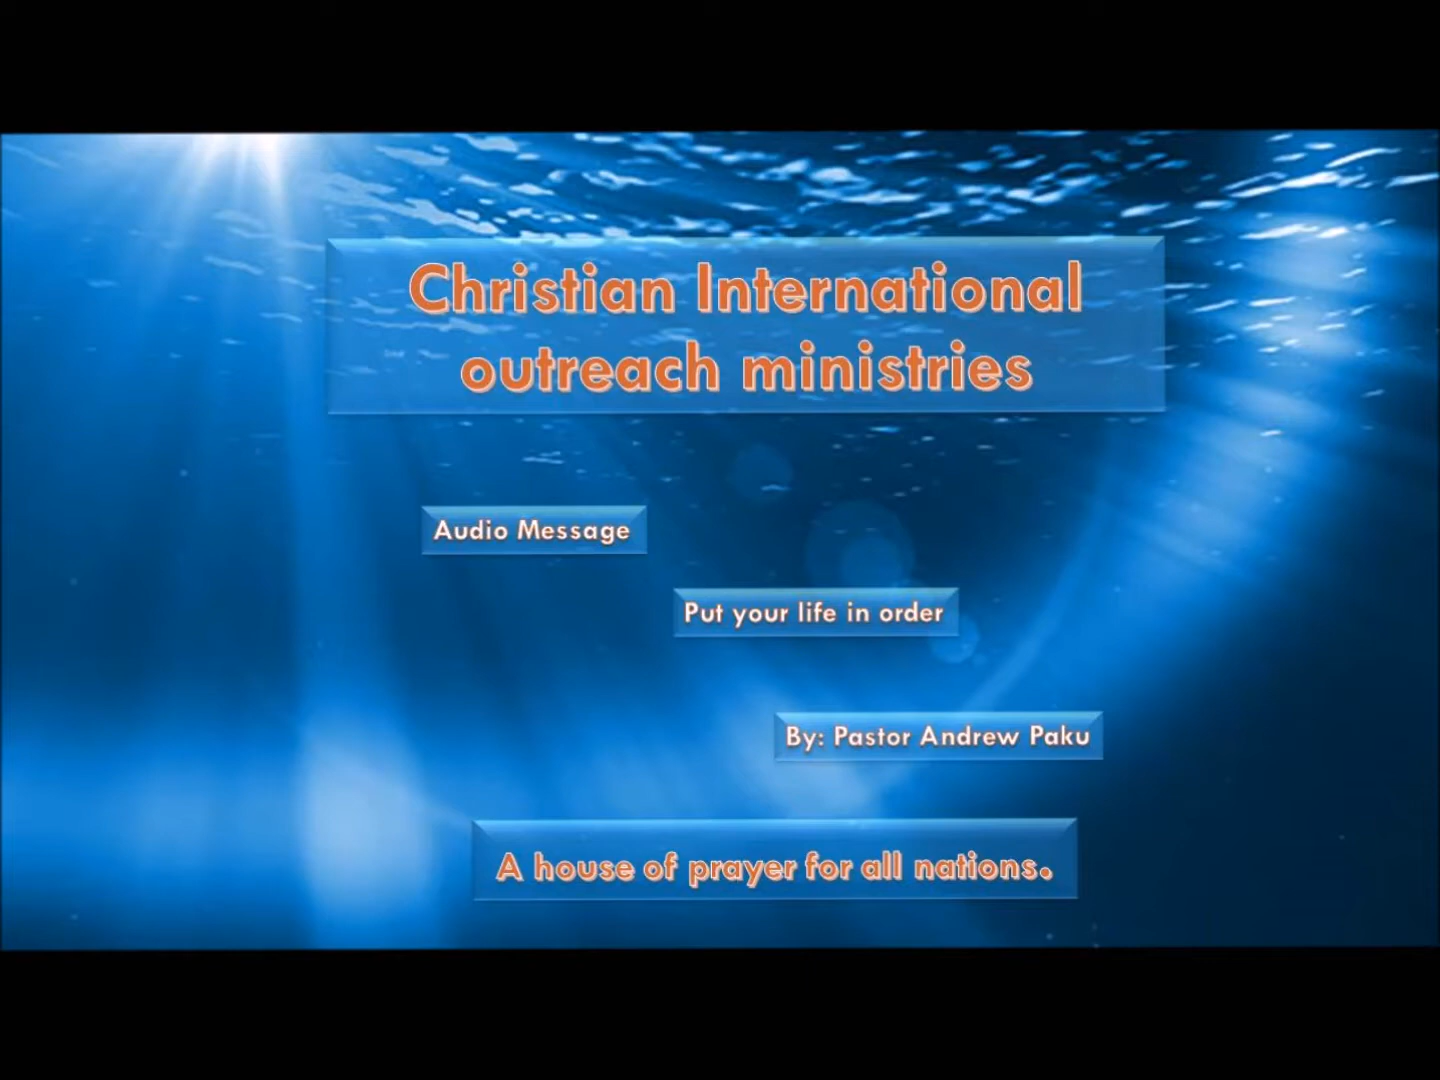 Christian International
outreach ministries
Audio Message
Put your life in order
By: Pastor Andrew Paku
A house of prayer for all nations.